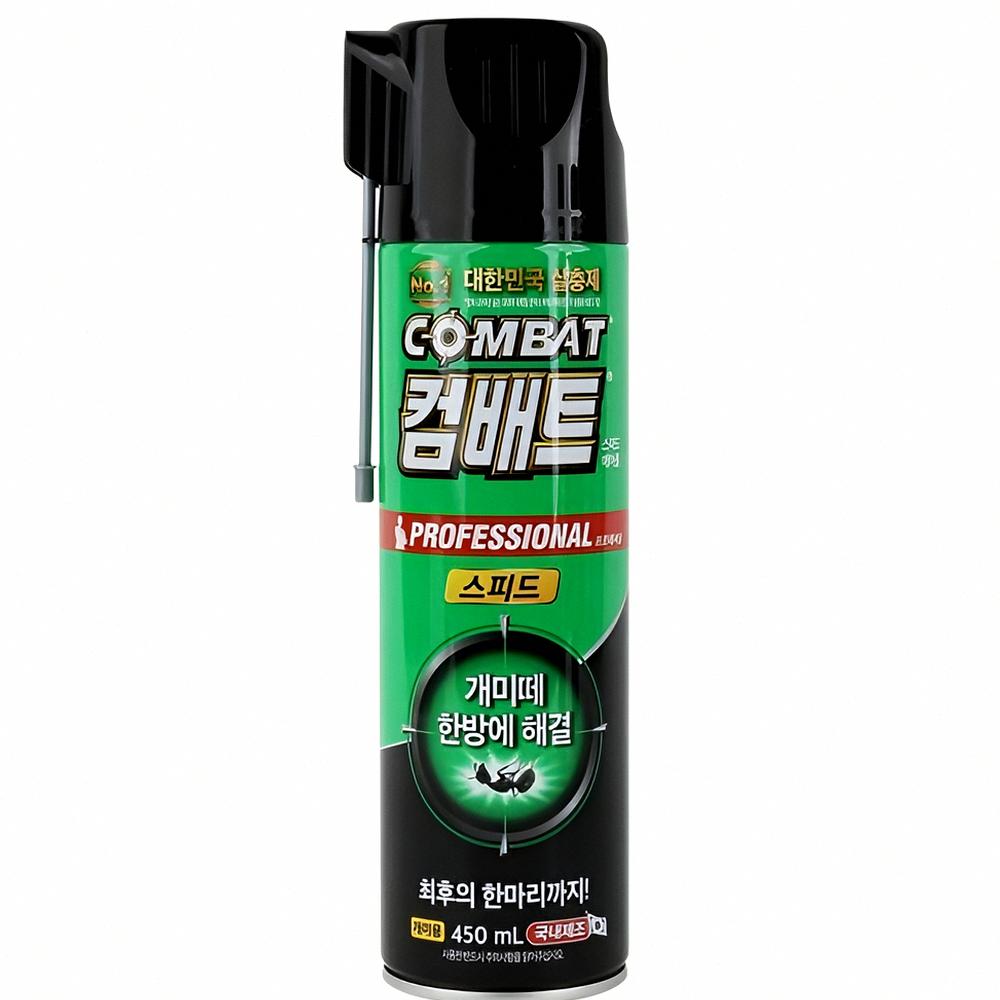 No.1 대한민국 살충제
COMBAT
컴배트
PROFESSIONAL
스피드
개미떼
한방에 해결
최후의 한마리까지!
개미용 450 mL 국내제조